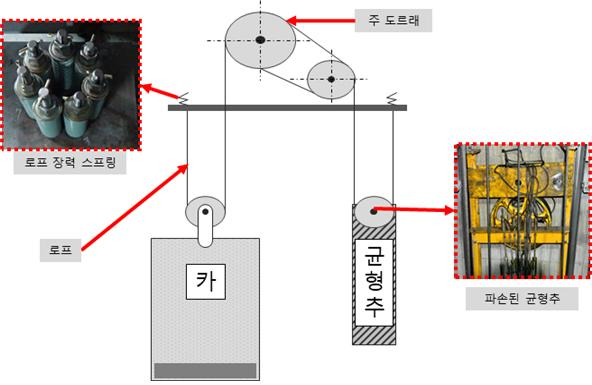 주 도르래
로프 장력 스프링
로프
카
균
형
추
파손된 균형추